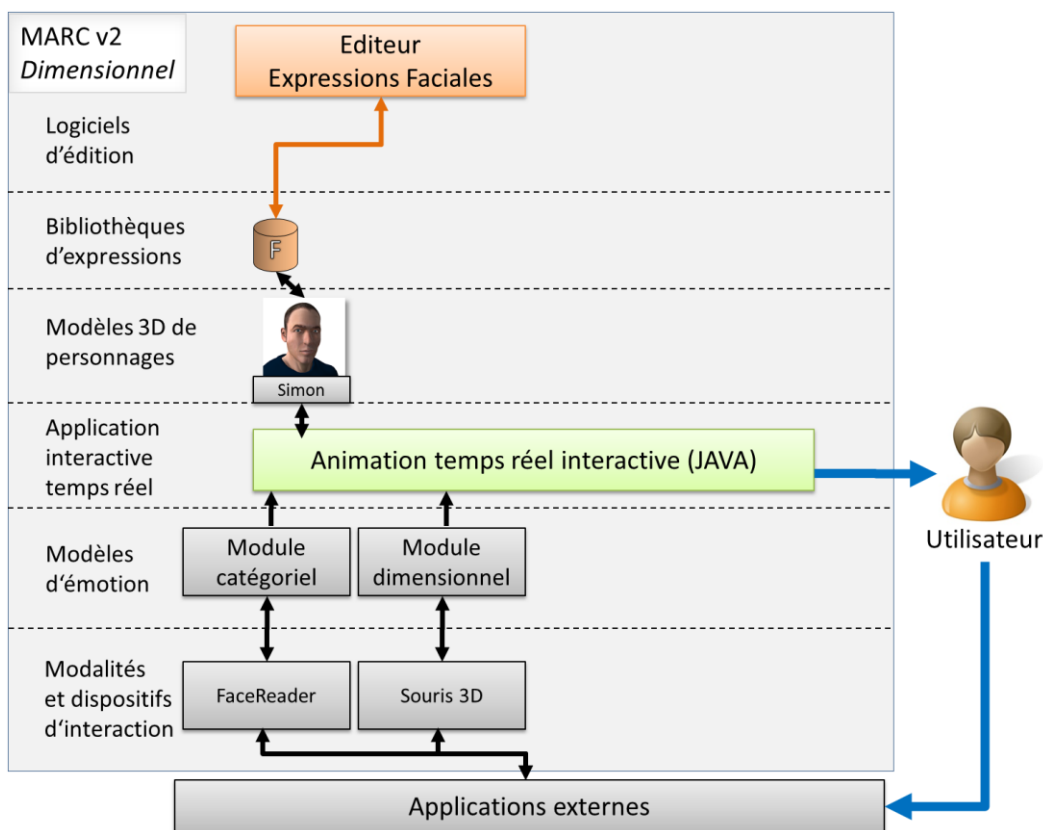 MARC v2
Dimensionnel
Editeur
Expressions Faciales
Logiciels
d’édition
Bibliothèques
d’expressions
F
Modèles 3D de
personnages
Simon
Application
interactive
temps réel
Animation temps réel interactive (JAVA)
Utilisateur
Modèles
d‘émotion
Module
catégoriel
Module
dimensionnel
Modalités
et dispositifs
d‘interaction
FaceReader
Souris 3D
Applications externes